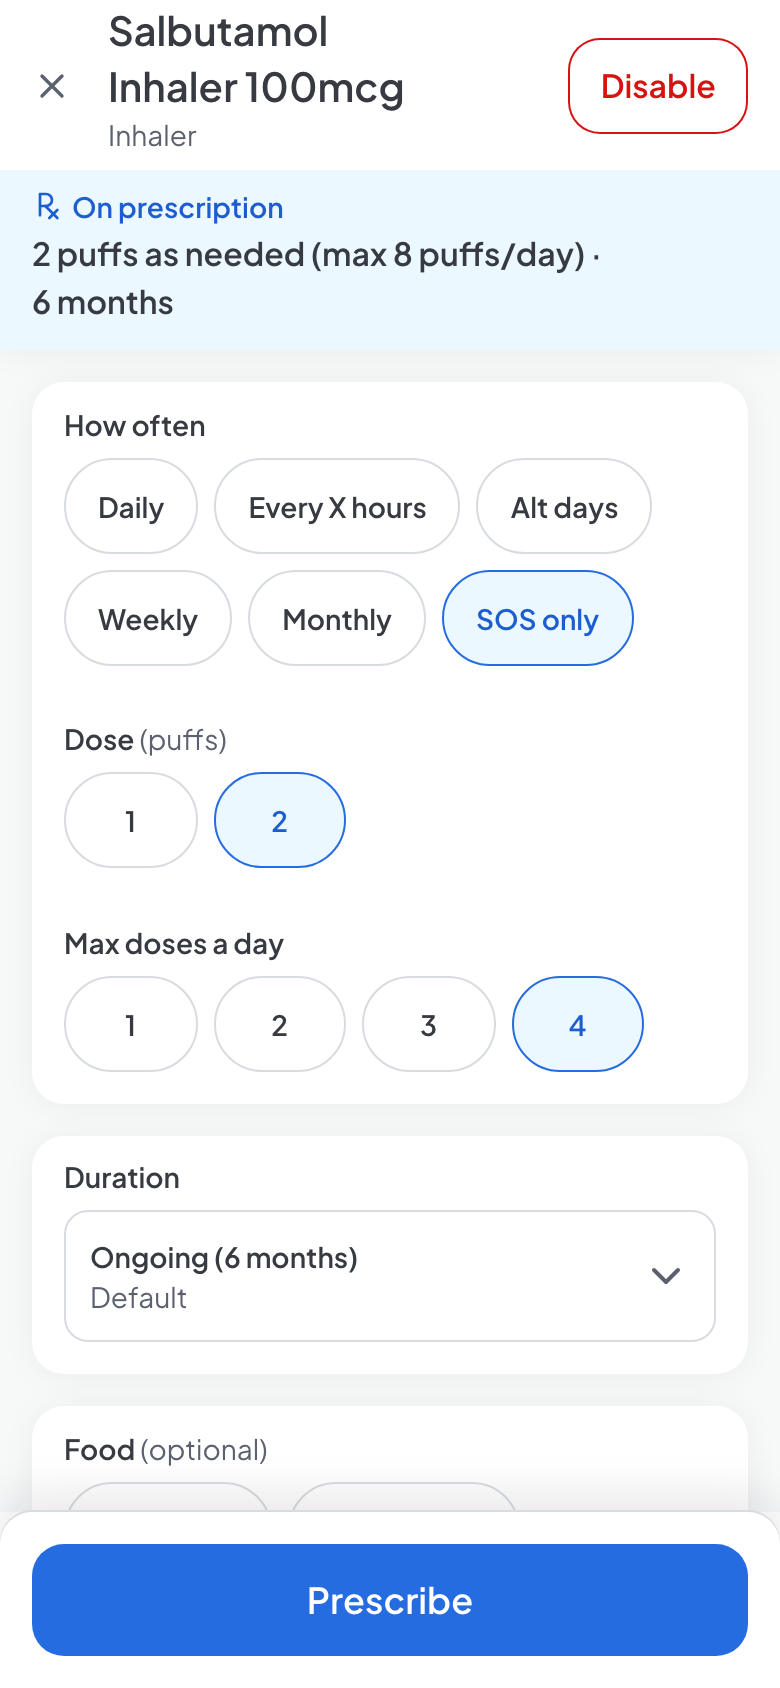 Salbutamol
Inhaler 100mcg
Inhaler
Disable
On prescription
2 puffs as needed (max 8 puffs/day) ·
6 months
How often
Daily
Every X hours
Alt days
Weekly
Monthly
SOS only
Dose (puffs)
1
2
Max doses a day
1
2
3
4
Duration
Ongoing (6 months)
Default
Food (optional)
Prescribe